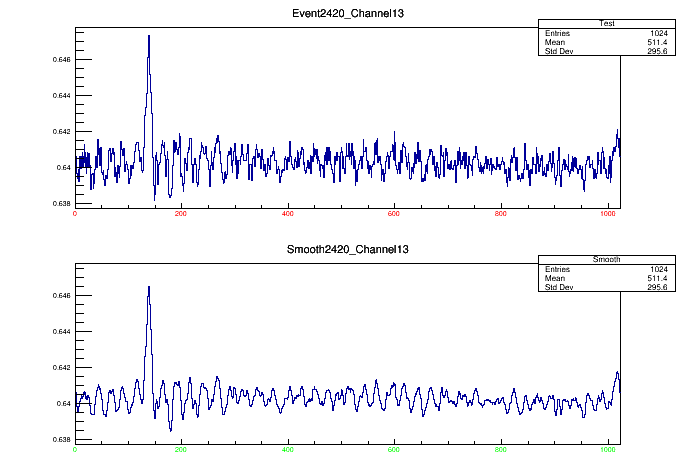 Event2420_Channel13
Test
Entries 1024
Mean 511.4
Std Dev 295.6
0.646
0.644
0.642
0.64
0.638
0 200 400 600 800 1000
Smooth2420_Channel13
Smooth
Entries 1024
Mean 511.4
Std Dev 295.6
0.646
0.644
0.642
0.64
0.638
0 200 400 600 800 1000